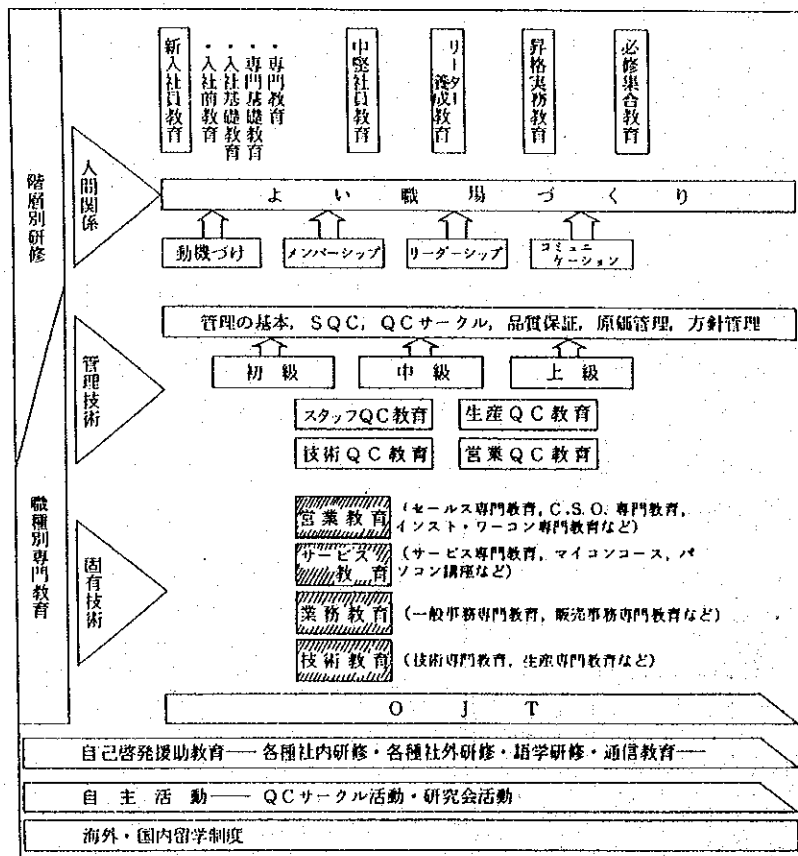 階層別研修
職種別専門教育
人間関係
管理技術
固有技術
新入社員教育
・入社前教育
・入社基礎教育
・専門基礎教育
・専門教育
中堅社員教育
リーター養成教育
昇格実務教育
必修集合教育
よい職場づくり
動機づけ
メンバーシップ
リーダーシップ
コミュニ
ケーション
管理の基本，SQC，QCサークル，品質保証，原価管理，方針管理
初級
中級
上級
スタッフQC教育
生産QC教育
技術QC教育
営業QC教育
営業教育
（セールス専門教育，C.S.O.専門教育，
インスト・ワーコン専門教育など）
サービス
教育
（サービス専門教育，マイコンコース，パ
ソコン講座など）
業務教育
（一般事務専門教育，販売事務専門教育など）
技術教育
（技術専門教育，生産専門教育など）
OJT
自己啓発援助教育――各種社内研修・各種社外研修・語学研修・通信教育――
自主活動――QCサークル活動・研究会活動
海外・国内留学制度